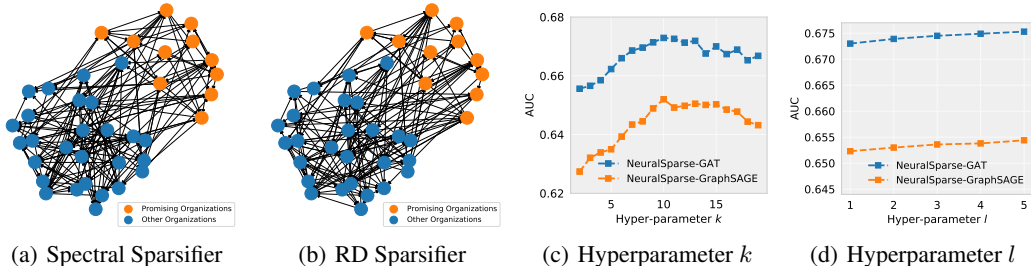 Promising Organizations
Other Organizations
(a) Spectral Sparsifier
Promising Organizations
Other Organizations
(b) RD Sparsifier
0.68
0.66
0.64
0.62
AUC
5
10
15
Hyper-parameter k
NeuralSparse-GAT
NeuralSparse-GraphSAGE
(c) Hyperparameter k
0.675
0.670
0.665
0.660
0.655
0.650
0.645
AUC
1
2
3
4
5
Hyper-parameter l
NeuralSparse-GAT
NeuralSparse-GraphSAGE
(d) Hyperparameter l